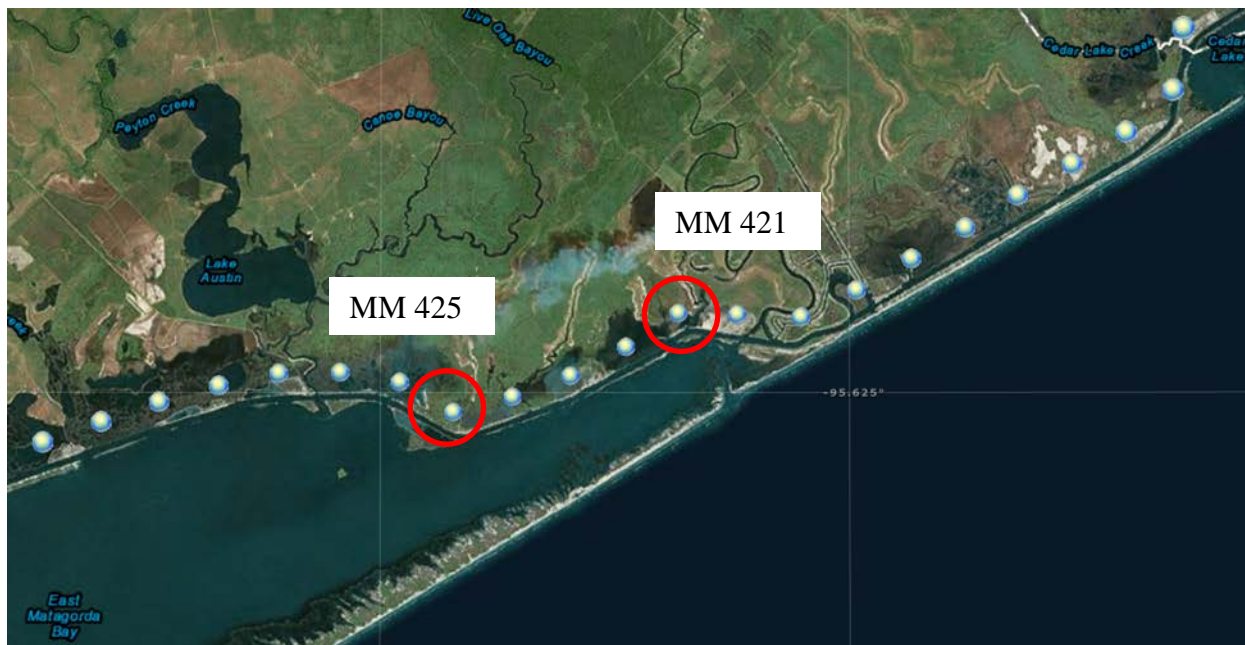 Live Oak
Bayou
Cedar Lake Creek
Cedar
Lake
Peyton Creek
Canoe Bayou
MM 421
Lake
Austin
MM 425
Creek
-95.625°
East
Matagorda
Bay